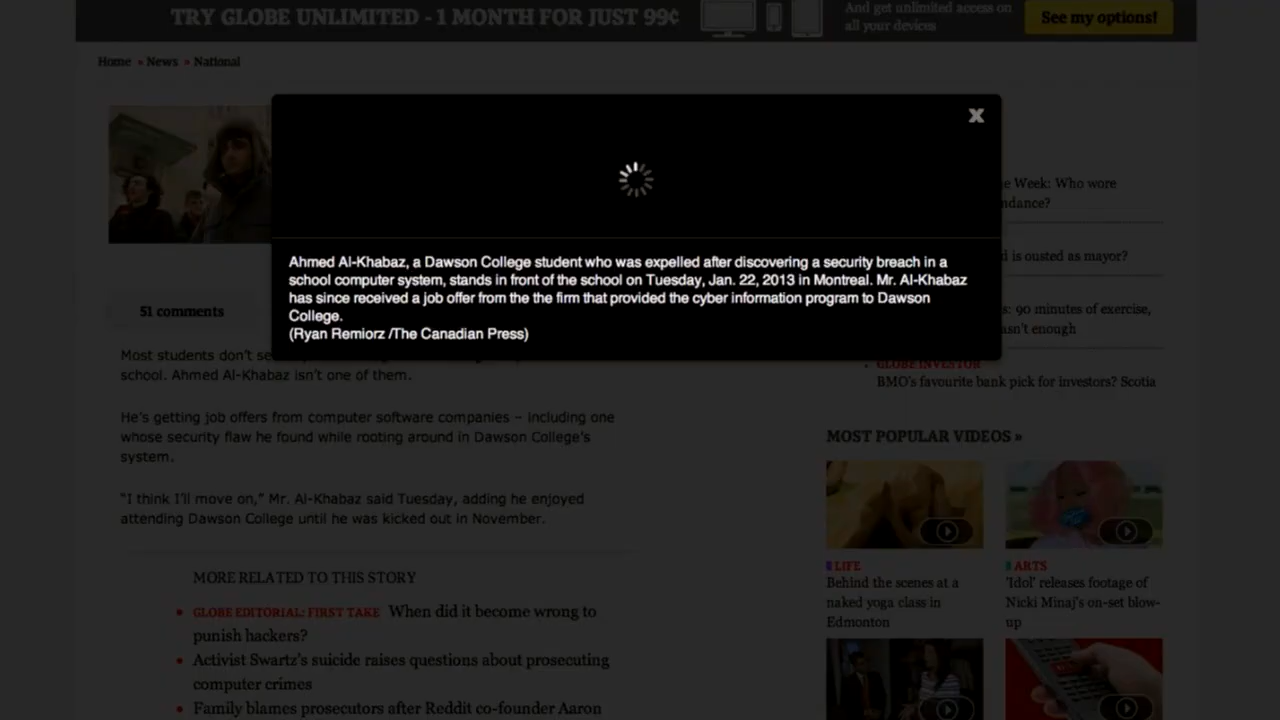 TRY GLOBE UNLIMITED - 1 MONTH FOR JUST 99¢
And get unlimited access on
all your devices
See my options!
Home » News » National
x
e Week: Who wore
ndance?
d is ousted as mayor?
s: 90 minutes of exercise,
asn't enough
GLOBE INVESTOR
BMO's favourite bank pick for investors? Scotia
Ahmed Al-Khabaz, a Dawson College student who was expelled after discovering a security breach in a
school computer system, stands in front of the school on Tuesday, Jan. 22, 2013 in Montreal. Mr. Al-Khabaz
has since received a job offer from the the firm that provided the cyber information program to Dawson
College.
(Ryan Remiorz /The Canadian Press)
51 comments
Most students don't se
school. Ahmed Al-Khabaz isn't one of them.
He's getting job offers from computer software companies – including one
whose security flaw he found while rooting around in Dawson College's
system.
"I think I'll move on," Mr. Al-Khabaz said Tuesday, adding he enjoyed
attending Dawson College until he was kicked out in November.
MORE RELATED TO THIS STORY
• GLOBE EDITORIAL: FIRST TAKE When did it become wrong to
punish hackers?
• Activist Swartz's suicide raises questions about prosecuting
computer crimes
• Family blames prosecutors after Reddit co-founder Aaron
MOST POPULAR VIDEOS »
LIFE
Behind the scenes at a
naked yoga class in
Edmonton
ARTS
'Idol' releases footage of
Nicki Minaj's on-set blow-
up